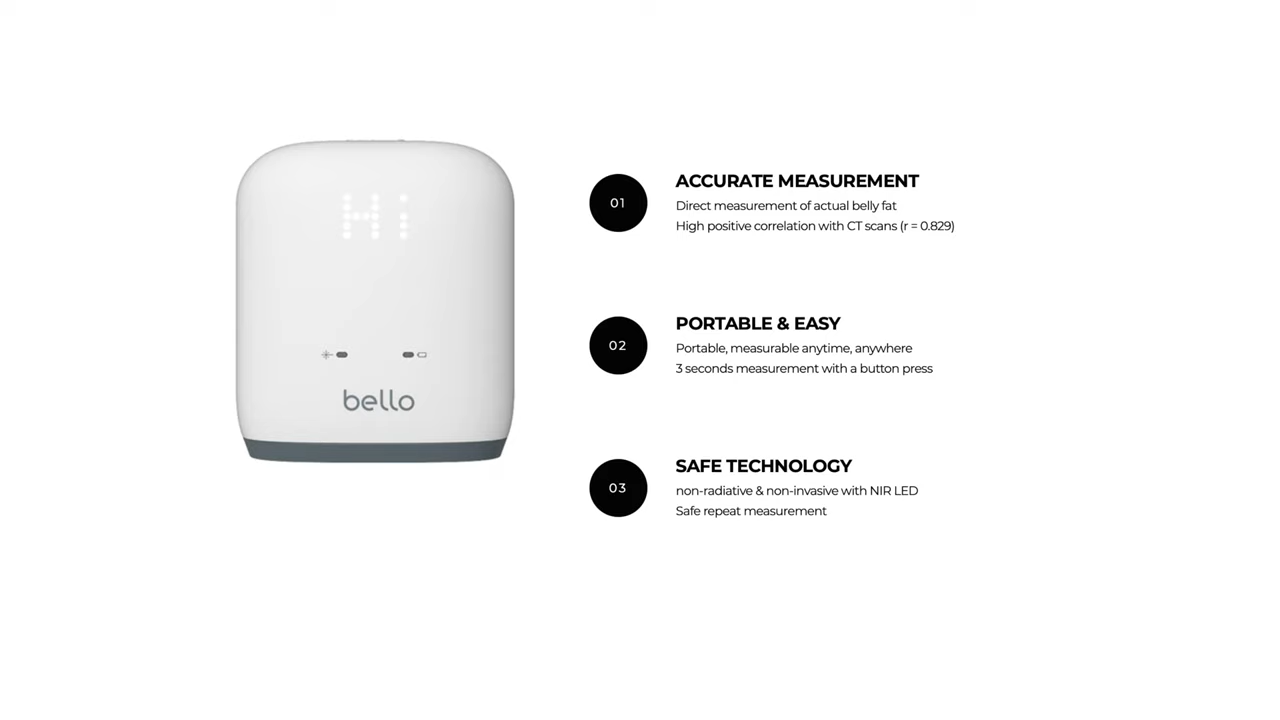 Hi
bello
01
ACCURATE MEASUREMENT
Direct measurement of actual belly fat
High positive correlation with CT scans (r = 0.829)
02
PORTABLE & EASY
Portable, measurable anytime, anywhere
3 seconds measurement with a button press
03
SAFE TECHNOLOGY
non-radiative & non-invasive with NIR LED
Safe repeat measurement